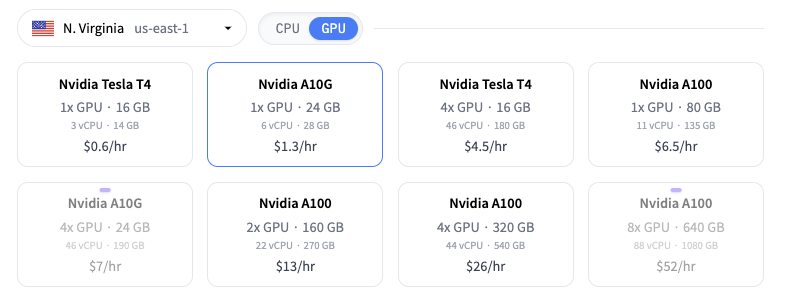 N. Virginia us-east-1
CPU GPU
Nvidia Tesla T4
1x GPU · 16 GB
3 vCPU · 14 GB
$0.6/hr
Nvidia A10G
1x GPU · 24 GB
6 vCPU · 28 GB
$1.3/hr
Nvidia Tesla T4
4x GPU · 16 GB
46 vCPU · 180 GB
$4.5/hr
Nvidia A100
1x GPU · 80 GB
11 vCPU · 135 GB
$6.5/hr
Nvidia A10G
4x GPU · 24 GB
46 vCPU · 190 GB
$7/hr
Nvidia A100
2x GPU · 160 GB
22 vCPU · 270 GB
$13/hr
Nvidia A100
4x GPU · 320 GB
44 vCPU · 540 GB
$26/hr
Nvidia A100
8x GPU · 640 GB
88 vCPU · 1080 GB
$52/hr